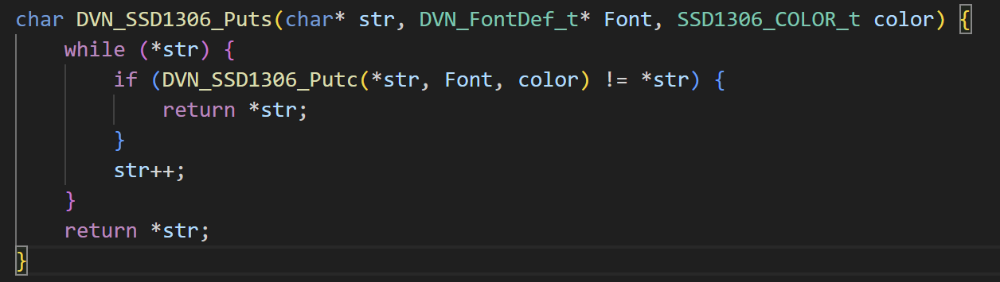 char DVN_SSD1306_Puts(char* str, DVN_FontDef_t* Font, SSD1306_COLOR_t color) {
    while (*str) {
        if (DVN_SSD1306_Putc(*str, Font, color) != *str) {
            return *str;
        }
        str++;
    }
    return *str;
}